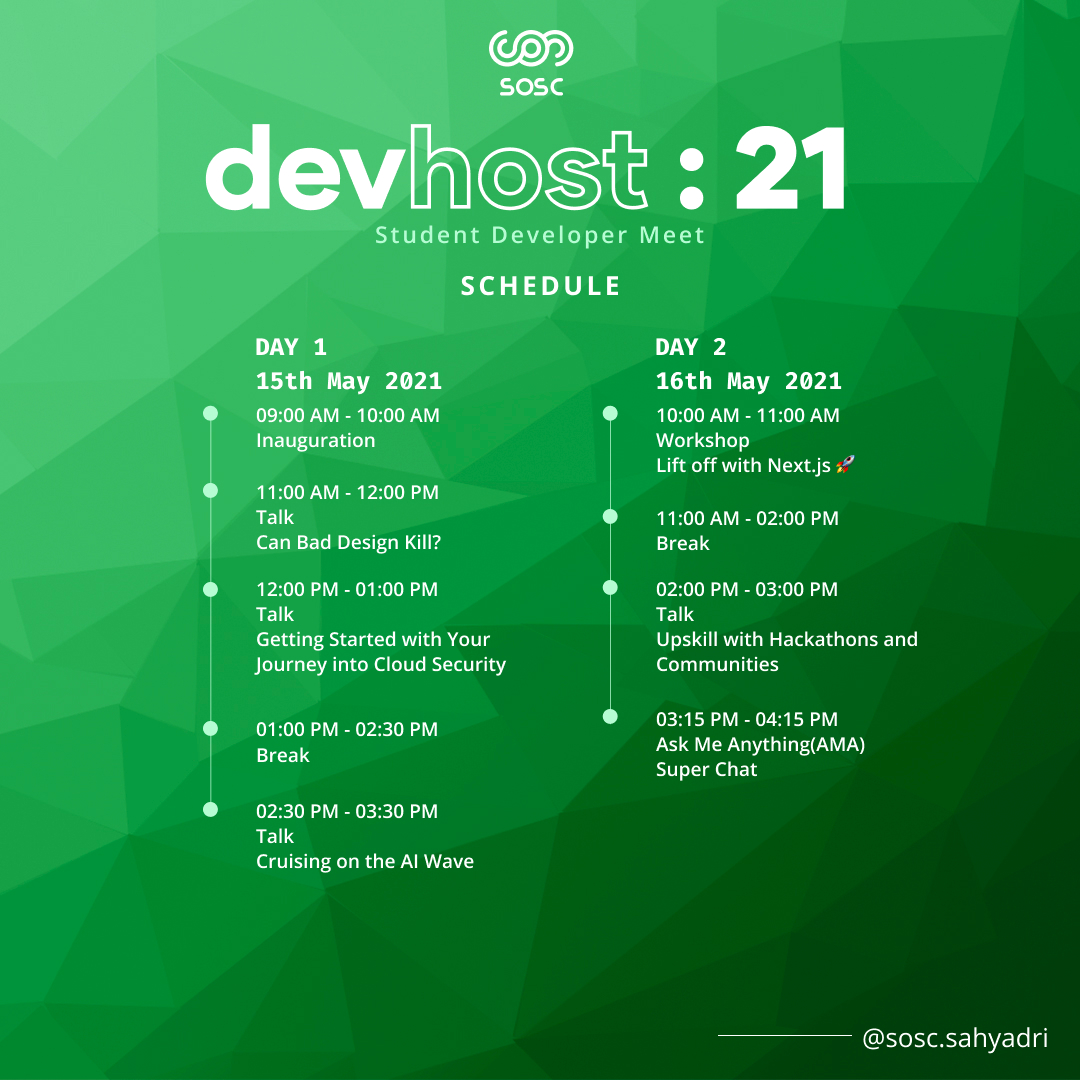 SOSC
devhost : 21
Student Developer Meet
SCHEDULE
DAY 1
15th May 2021
09:00 AM - 10:00 AM
Inauguration
11:00 AM - 12:00 PM
Talk
Can Bad Design Kill?
12:00 PM - 01:00 PM
Talk
Getting Started with Your
Journey into Cloud Security
01:00 PM - 02:30 PM
Break
02:30 PM - 03:30 PM
Talk
Cruising on the AI Wave
DAY 2
16th May 2021
10:00 AM - 11:00 AM
Workshop
Lift off with Next.js 🚀
11:00 AM - 02:00 PM
Break
02:00 PM - 03:00 PM
Talk
Upskill with Hackathons and
Communities
03:15 PM - 04:15 PM
Ask Me Anything(AMA)
Super Chat
@sosc.sahyadri